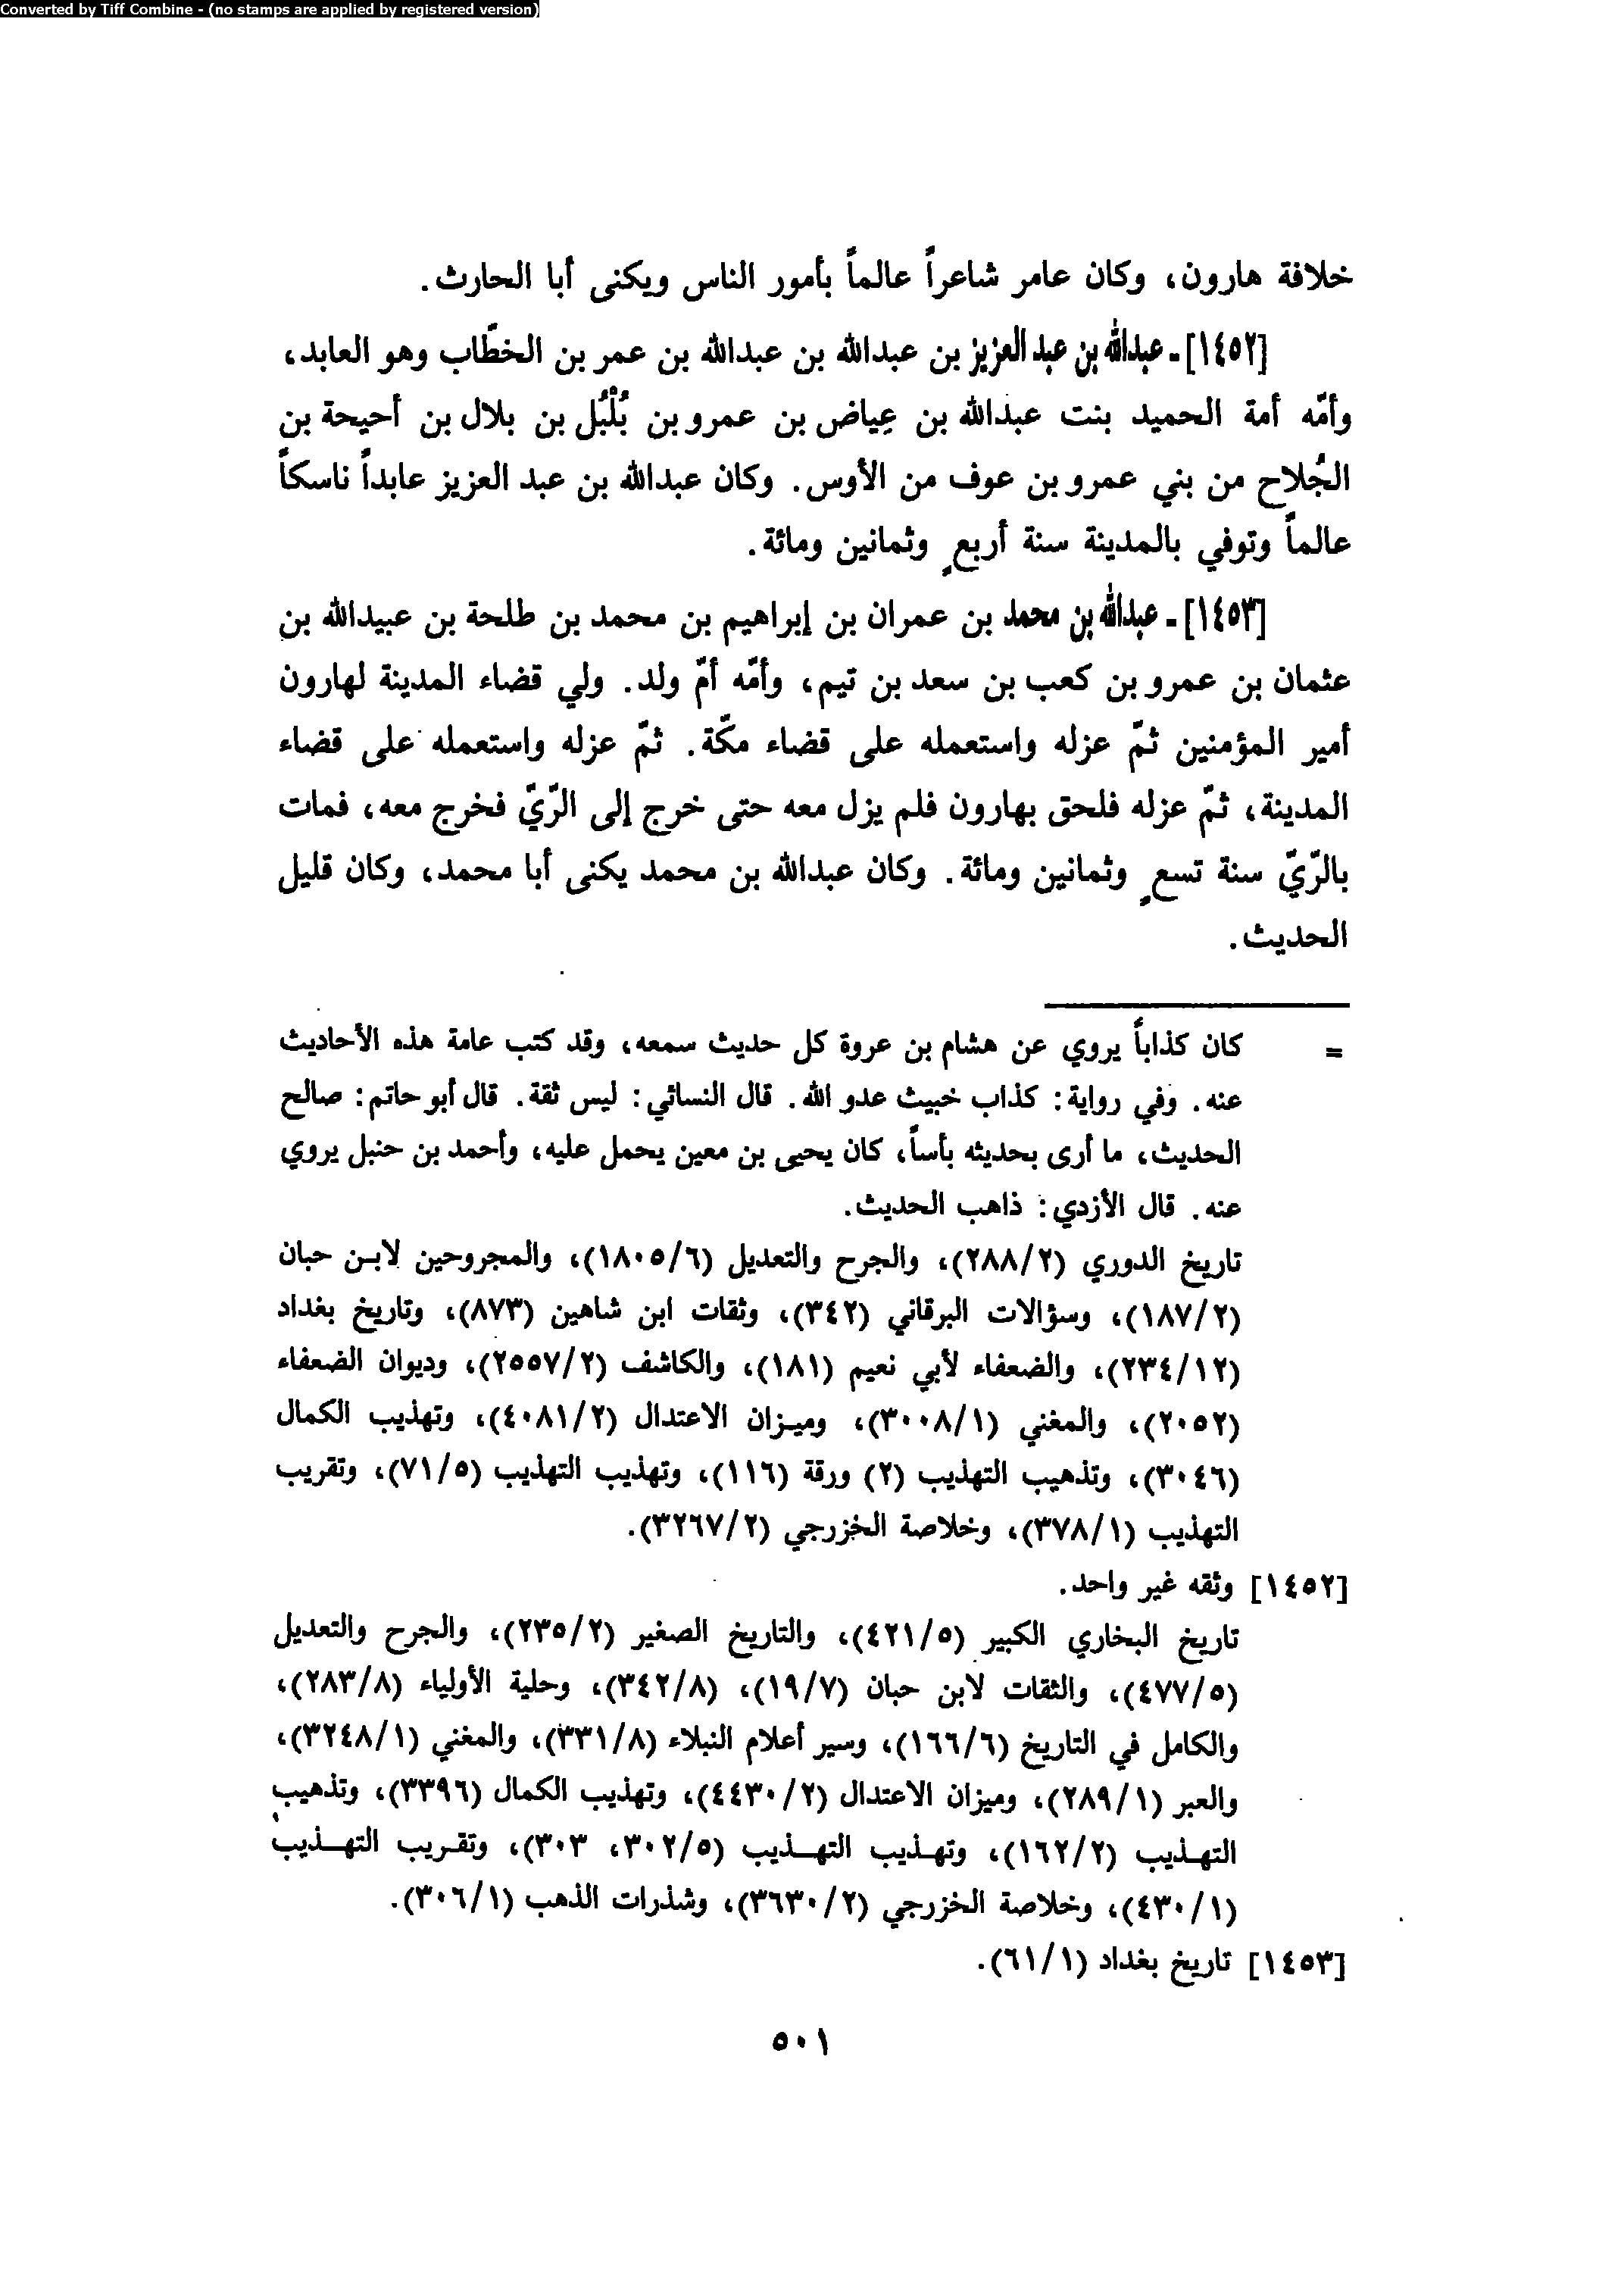 Converted by Tiff Combine - (no stamps are applied by registered version)
خلافة هارون، وكان عامر شاعراً عالماً بأمور الناس ويكنى أبا الحارث.
[١٤٥٢]ـ عبدالله بن عبد العزيز بن عبدالله بن عبدالله بن عمر بن الخطّاب وهو العابد،
وأمّه أمة الحميد بنت عبدالله بن عِياض بن عمرو بن بُلْبُل بن بلال بن أحيحة بن
الجُلاح من بني عمرو بن عوف من الأوس. وكان عبدالله بن عبد العزيز عابداً ناسكاً
عالماً وتوفي بالمدينة سنة أربعٍ وثمانين ومائة.
[١٤٥٣]ـ عبدالله بن محمد بن عمران بن إبراهيم بن محمد بن طلحة بن عبيدالله بن
عثمان بن عمرو بن كعب بن سعد بن تيم، وأمّه أمّ ولد. ولي قضاء المدينة لهارون
أمير المؤمنين ثمّ عزله واستعمله على قضاء مكّة. ثمّ عزله واستعمله على قضاء
المدينة، ثمّ عزله فلحق بهارون فلم يزل معه حتى خرج إلى الرّيّ فخرج معه، فمات
بالرّيّ سنة تسعٍ وثمانين ومائة. وكان عبدالله بن محمد يكنى أبا محمد، وكان قليل
الحديث.
= كان كذاباً يروي عن هشام بن عروة كل حديث سمعه، وقد كتب عامة هذه الأحاديث
عنه. وفي رواية: كذاب خبيث عدو الله. قال النسائي: ليس ثقة. قال أبو حاتم: صالح
الحديث، ما أرى بحديثه بأساً، كان يحيى بن معين يحمل عليه، وأحمد بن حنبل يروي
عنه. قال الأزدي: ذاهب الحديث.
تاريخ الدوري (٢/٢٨٨)، والجرح والتعديل (٦/١٨٠٥)، والمجروحين لابن حبان
(٢/١٨٧)، وسؤالات البرقاني (٣٤٢)، وثقات ابن شاهين (٨٧٣)، وتاريخ بغداد
(١٢/٢٣٤)، والضعفاء لأبي نعيم (١٨١)، والكاشف (٢/٢٥٥٧)، وديوان الضعفاء
(٢٠٥٢)، والمغني (١/٣٠٠٨)، وميزان الاعتدال (٢/٤٠٨١)، وتهذيب الكمال
(٣٠٤٦)، وتذهيب التهذيب (٢) ورقة (١١٦)، وتهذيب التهذيب (٥/٧١)، وتقريب
التهذيب (١/٣٧٨)، وخلاصة الخزرجي (٢/٣٢٦٧).
[١٤٥٢] وثقه غير واحد.
تاريخ البخاري الكبير (٥/٤٢١)، والتاريخ الصغير (٢/٢٣٥)، والجرح والتعديل
(٥/٤٧٧)، والثقات لابن حبان (٧/١٩)، (٨/٣٤٢)، وحلية الأولياء (٨/٢٨٣)،
والكامل في التاريخ (٦/١٦٦)، وسير أعلام النبلاء (٨/٣٣١)، والمغني (١/٣٢٤٨)،
والعبر (١/٢٨٩)، وميزان الاعتدال (٢/٤٤٣٠)، وتهذيب الكمال (٣٣٩٦)، وتذهيب
التهذيب (٢/١٦٢)، وتهذيب التهذيب (٥/٣٠٢، ٣٠٣)، وتقريب التهذيب
(١/٤٣٠)، وخلاصة الخزرجي (٢/٣٦٣٠)، وشذرات الذهب (١/٣٠٦).
[١٤٥٣] تاريخ بغداد (١/٦١).
٥٠١